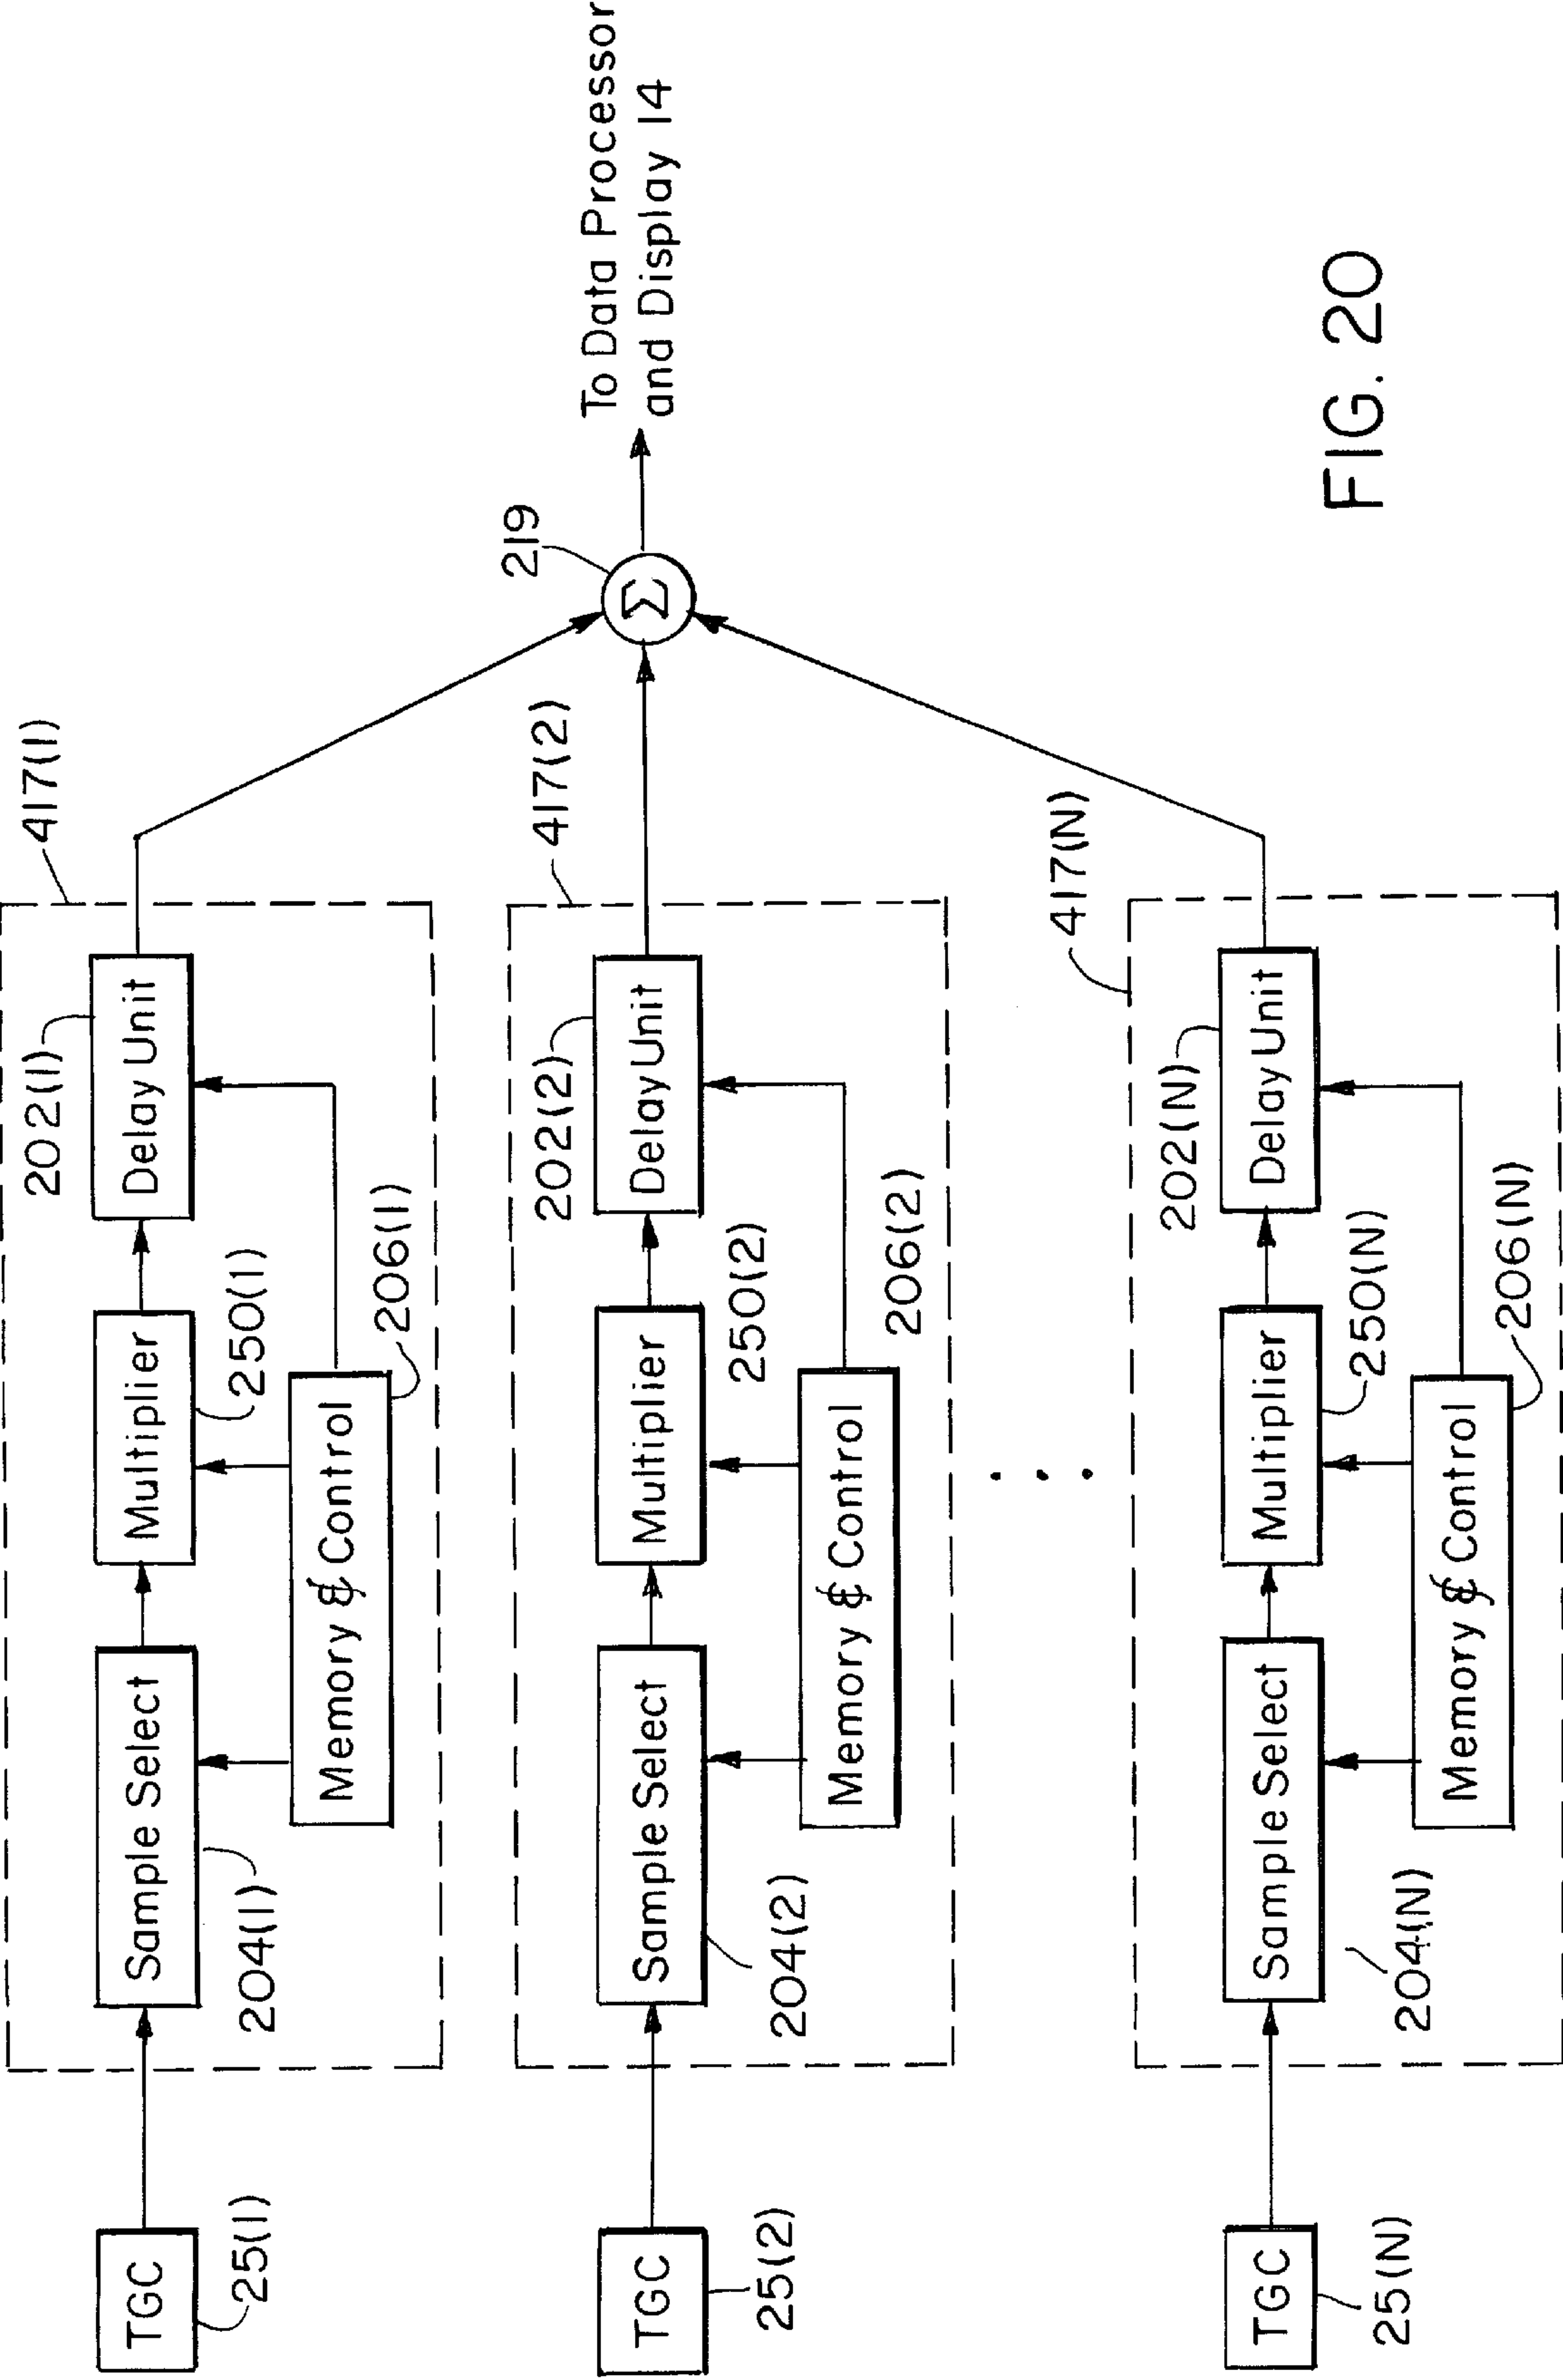 417(1)
202(1)
TGC
Sample Select
Multiplier
Delay Unit
25(1)
204(1)
250(1)
Memory & Control
206(1)
219
Σ
To Data Processor
and Display 14
417(2)
202(2)
TGC
Sample Select
Multiplier
Delay Unit
25(2)
204(2)
250(2)
Memory & Control
206(2)
417(N)
202(N)
TGC
Sample Select
Multiplier
Delay Unit
25(N)
204(N)
250(N)
Memory & Control
206(N)
FIG. 20